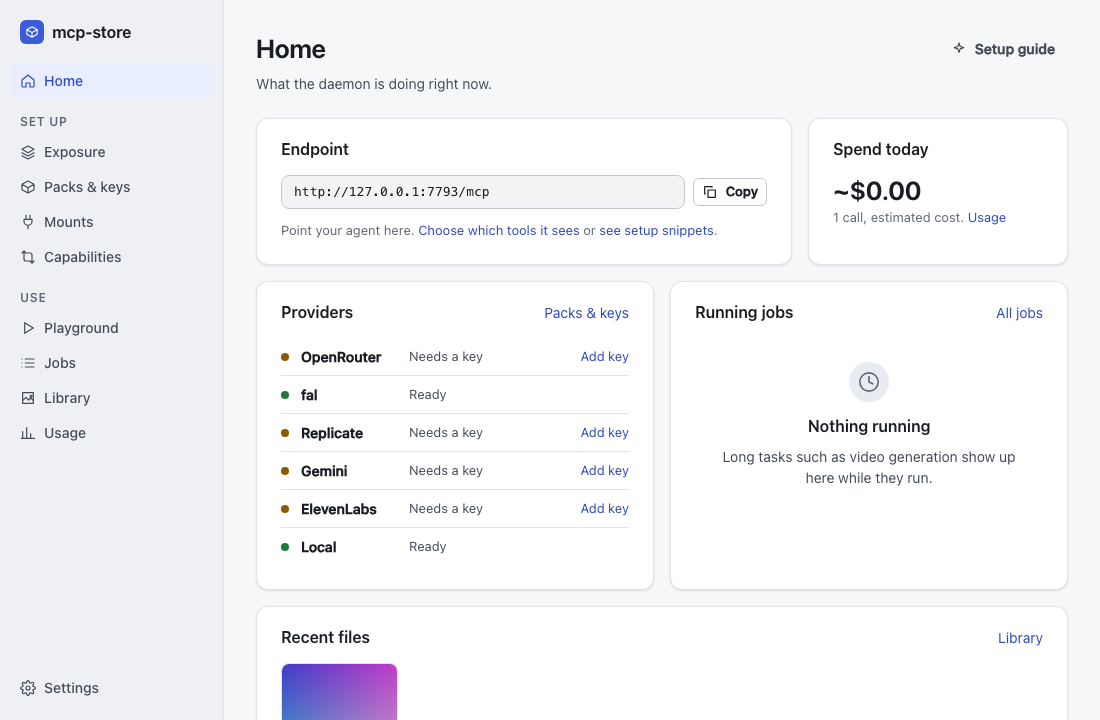 mcp-store
Home
SET UP
Exposure
Packs & keys
Mounts
Capabilities
USE
Playground
Jobs
Library
Usage
Settings
Home
Setup guide
What the daemon is doing right now.
Endpoint
http://127.0.0.1:7793/mcp
Copy
Point your agent here. Choose which tools it sees or see setup snippets.
Spend today
~$0.00
1 call, estimated cost. Usage
Providers
Packs & keys
OpenRouter Needs a key Add key
fal Ready
Replicate Needs a key Add key
Gemini Needs a key Add key
ElevenLabs Needs a key Add key
Local Ready
Running jobs
All jobs
Nothing running
Long tasks such as video generation show up
here while they run.
Recent files
Library